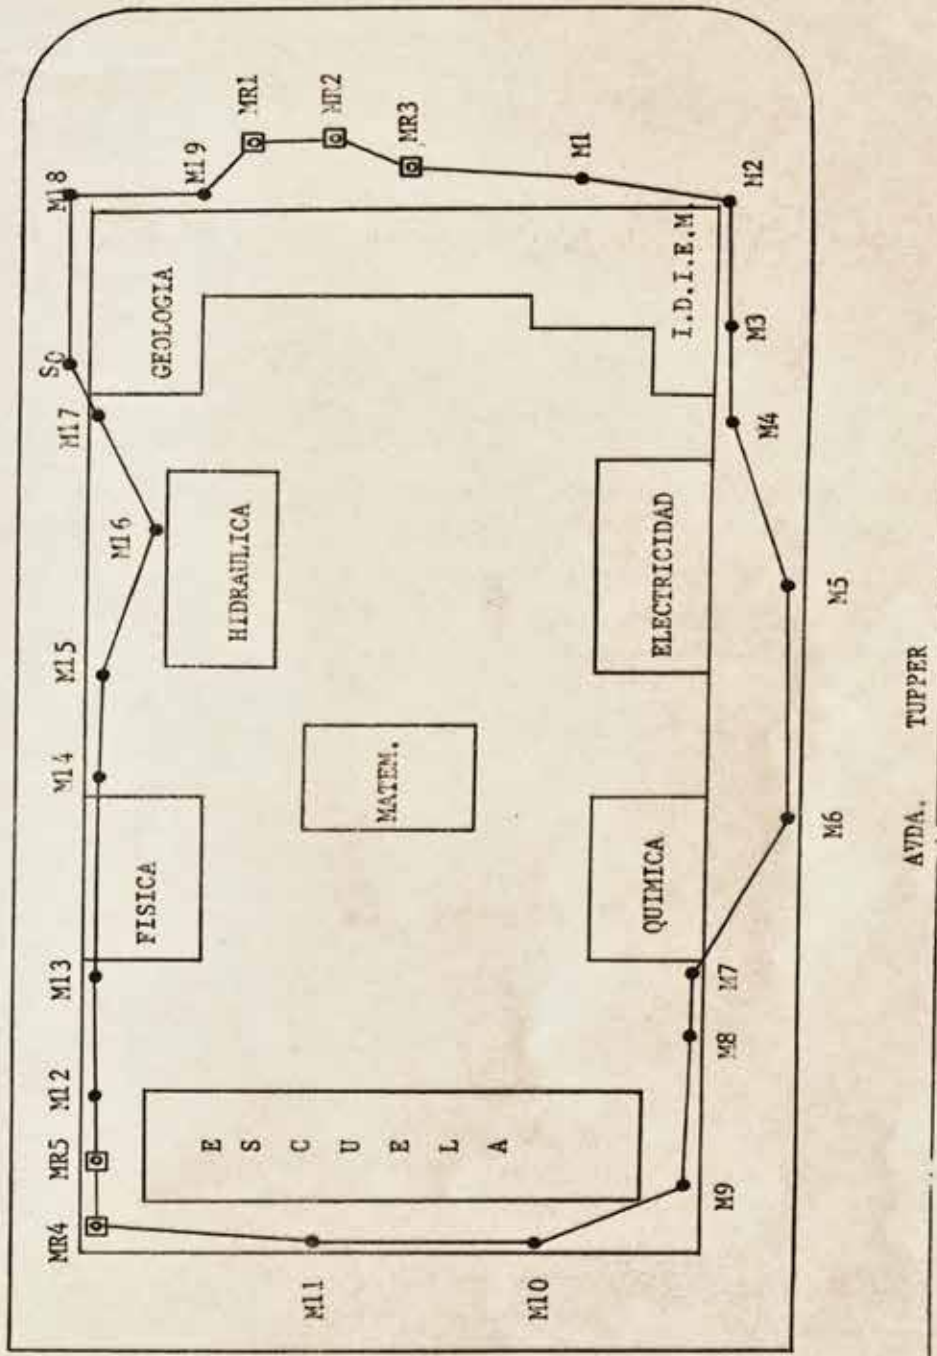 MR4
MR5
M12
M13
M14
M15
M16
M17
S0
M18
M19
MR1
MR2
MR3
M1
M2
M3
M4
M5
M6
M7
M8
M9
M10
M11
ESCUELA
FISICA
QUIMICA
MATEM.
HIDRAULICA
ELECTRICIDAD
GEOLOGIA
I.D.I.E.M.
AVDA. TUPPER